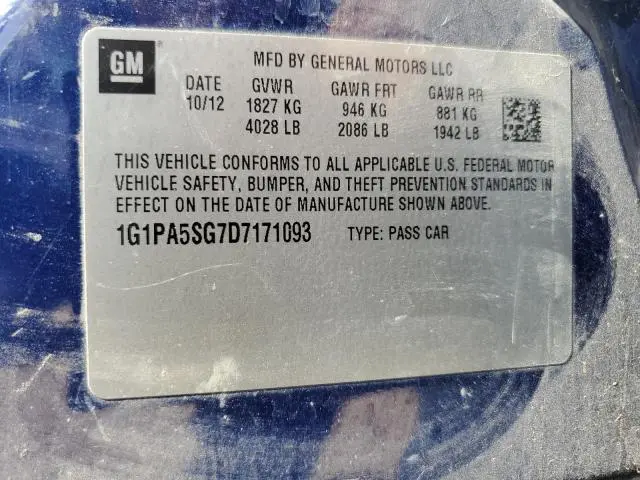 GM
MFD BY GENERAL MOTORS LLC
DATE GVWR GAWR FRT GAWR RR
10/12 1827 KG 946 KG 881 KG
4028 LB 2086 LB 1942 LB
THIS VEHICLE CONFORMS TO ALL APPLICABLE U.S. FEDERAL MOTOR
VEHICLE SAFETY, BUMPER, AND THEFT PREVENTION STANDARDS IN
EFFECT ON THE DATE OF MANUFACTURE SHOWN ABOVE.
1G1PA5SG7D7171093 TYPE: PASS CAR